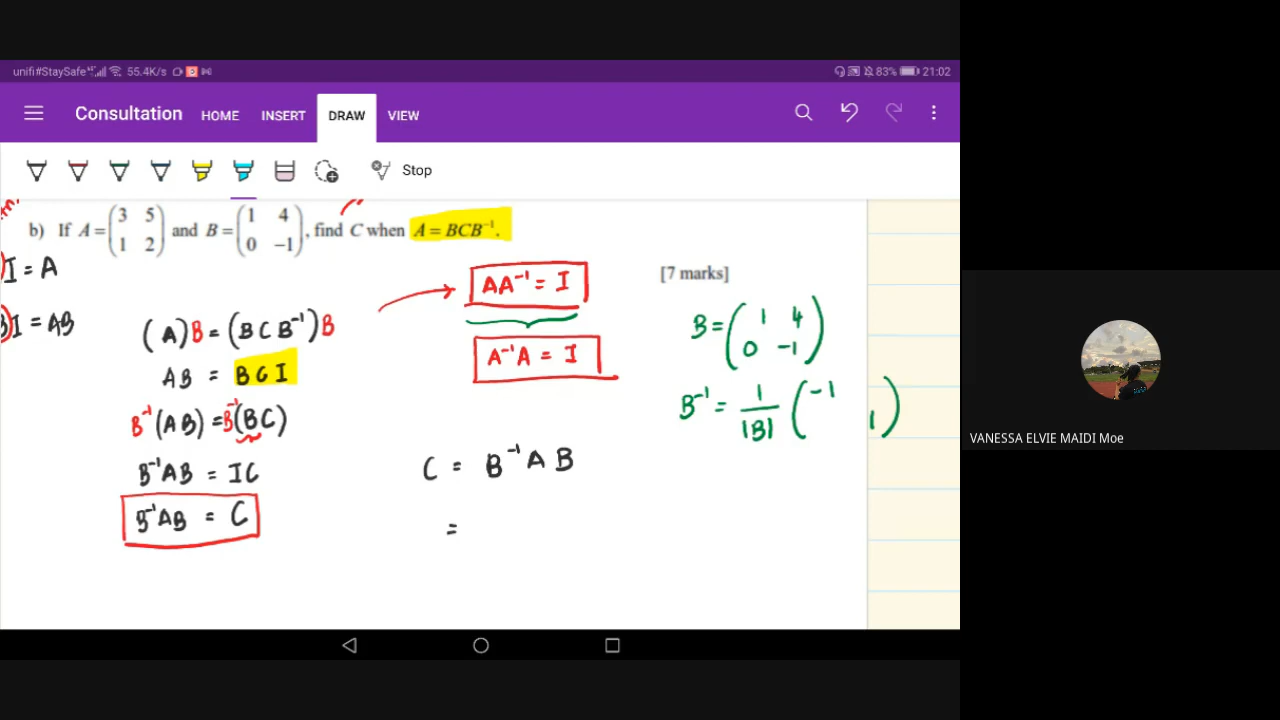 unifi#StaySafe 55.4K/s 83% 21:02
Consultation HOME INSERT DRAW VIEW
Stop
b) If A = (3 5 / 1 2) and B = (1 4 / 0 −1), find C when A = BCB⁻¹.
[7 marks]
I = A
I = AB
(A)B = (BCB⁻¹)B
AB = BCI
B⁻¹(AB) = B⁻¹(BC)
B⁻¹AB = IC
B⁻¹AB = C
AA⁻¹ = I
A⁻¹A = I
C = B⁻¹AB
=
B = (1 4 / 0 −1)
B⁻¹ = 1/|B| (−1 1)
VANESSA ELVIE MAIDI Moe